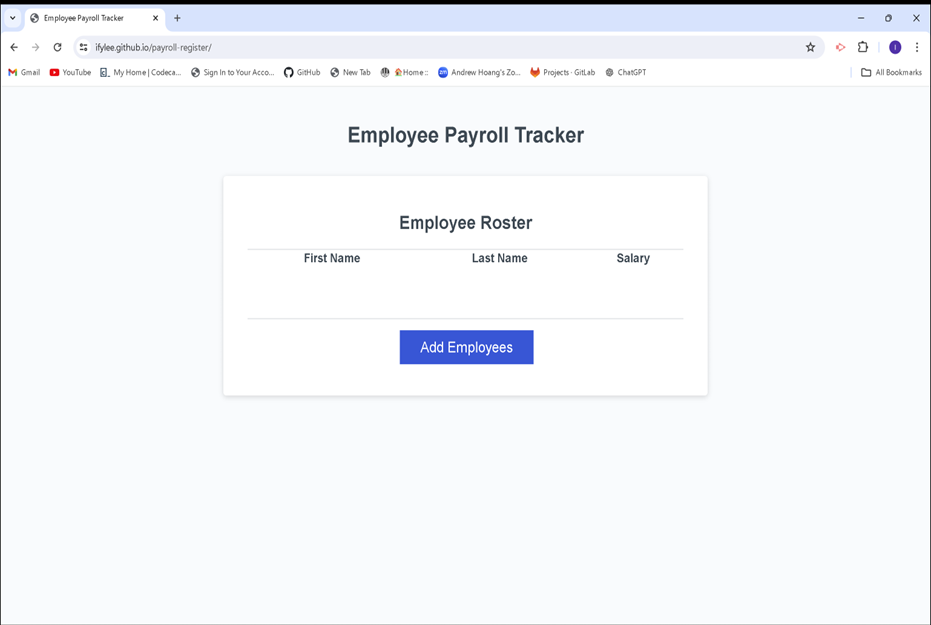 Employee Payroll Tracker
ifylee.github.io/payroll-register/
Gmail YouTube My Home | Codeca... Sign In to Your Acco... GitHub New Tab Home :: Andrew Hoang's Zo... Projects · GitLab ChatGPT All Bookmarks
Employee Payroll Tracker
Employee Roster
First Name Last Name Salary
Add Employees